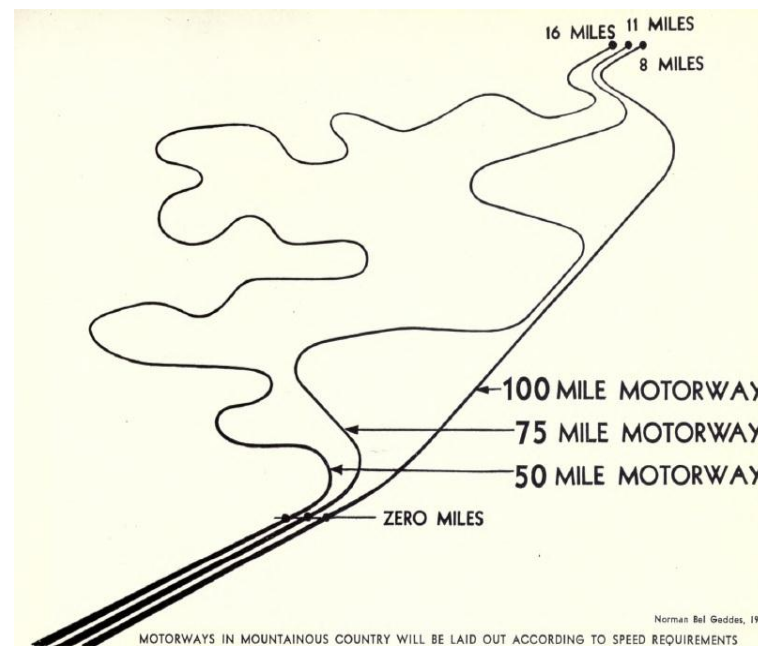 16 MILES
11 MILES
8 MILES
100 MILE MOTORWAY
75 MILE MOTORWAY
50 MILE MOTORWAY
ZERO MILES
Norman Bel Geddes, 19
MOTORWAYS IN MOUNTAINOUS COUNTRY WILL BE LAID OUT ACCORDING TO SPEED REQUIREMENTS